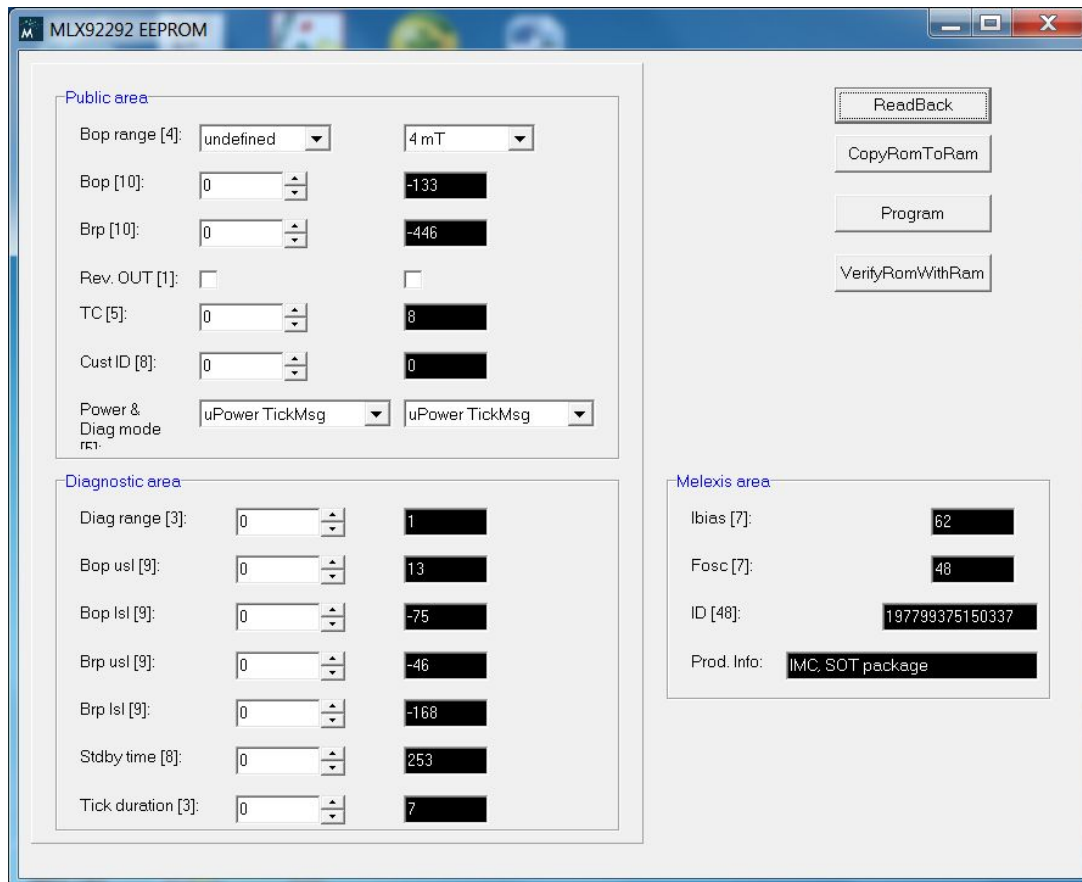 MLX92292 EEPROM
Public area
Bop range [4]: undefined 4 mT
Bop [10]: 0 -133
Brp [10]: 0 -446
Rev. OUT [1]:
TC [5]: 0 8
Cust ID [8]: 0 0
Power &
Diag mode
[5]:
uPower TickMsg uPower TickMsg
Diagnostic area
Diag range [3]: 0 1
Bop usl [9]: 0 13
Bop lsl [9]: 0 -75
Brp usl [9]: 0 -46
Brp lsl [9]: 0 -168
Stdby time [8]: 0 253
Tick duration [3]: 0 7
ReadBack
CopyRomToRam
Program
VerifyRomWithRam
Melexis area
Ibias [7]: 62
Fosc [7]: 48
ID [48]: 197799375150337
Prod. Info: IMC, SOT package